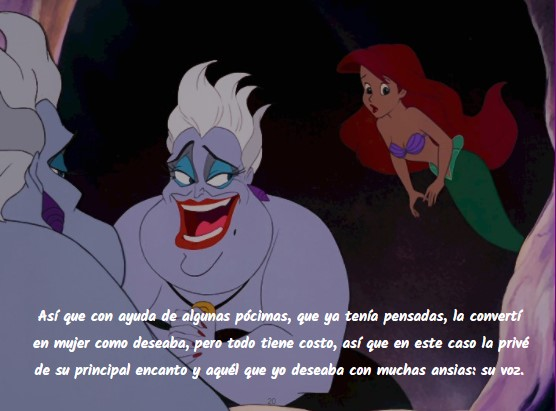 Así que con ayuda de algunas pócimas, que ya tenía pensadas, la convertí
en mujer como deseaba, pero todo tiene costo, así que en este caso la privé
de su principal encanto y aquél que yo deseaba con muchas ansias: su voz.
20